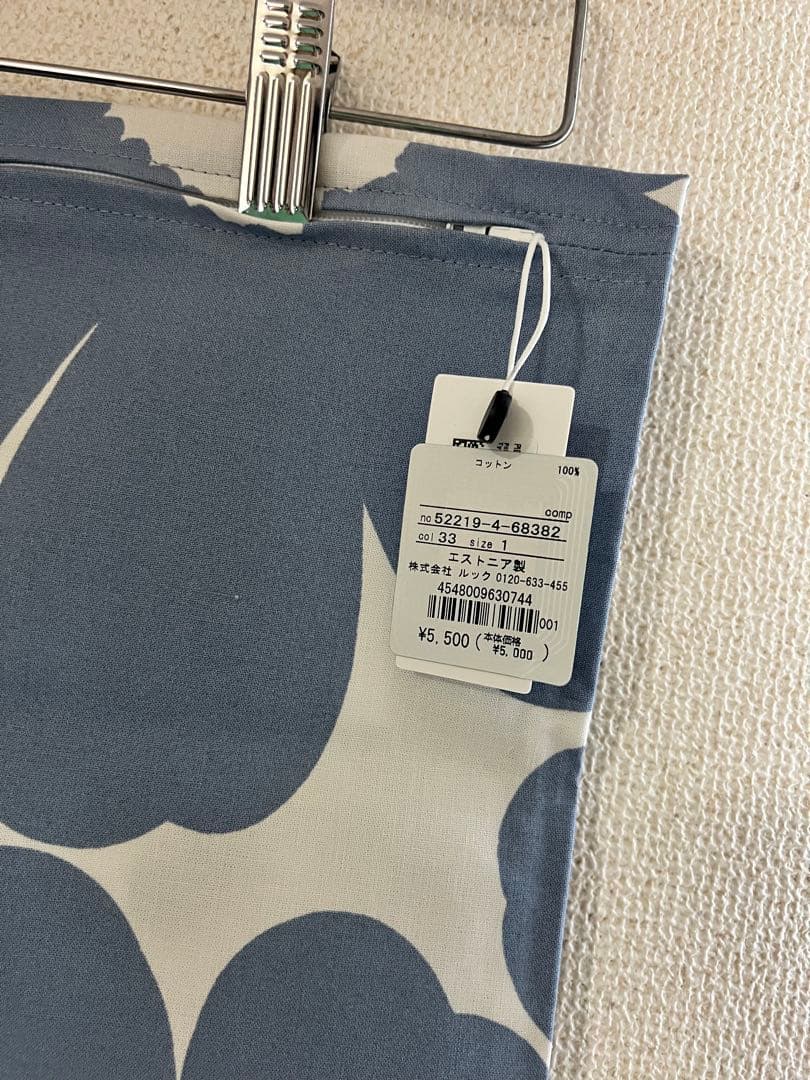 コットン 100%
comp
no 52219-4-68382
col 33 size 1
エストニア製
株式会社 ルック 0120-633-455
4548009630744
001
¥5,500 (本体価格 ¥5,000 )